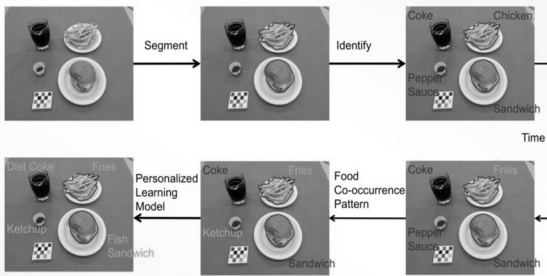 Segment
Identify
Coke
Chicken
Pepper
Sauce
Sandwich
Time
Diet Coke
Fries
Ketchup
Fish
Sandwich
Personalized
Learning
Model
Coke
Fries
Ketchup
Sandwich
Food
Co-occurrence
Pattern
Coke
Fries
Pepper
Sauce
Sandwich